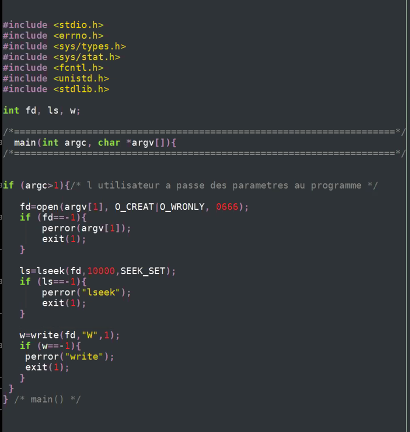 #include <stdio.h>
#include <errno.h>
#include <sys/types.h>
#include <sys/stat.h>
#include <fcntl.h>
#include <unistd.h>
#include <stdlib.h>
int fd, ls, w;
/*=================================================================*/
main(int argc, char *argv[]){
/*=================================================================*/
if (argc>1){/* l utilisateur a passe des parametres au programme */
fd=open(argv[1], O_CREAT|O_WRONLY, 0666);
if (fd==-1){
perror(argv[1]);
exit(1);
}
ls=lseek(fd,10000,SEEK_SET);
if (ls==-1){
perror("lseek");
exit(1);
}
w=write(fd,"W",1);
if (w==-1){
perror("write");
exit(1);
}
}
} /* main() */